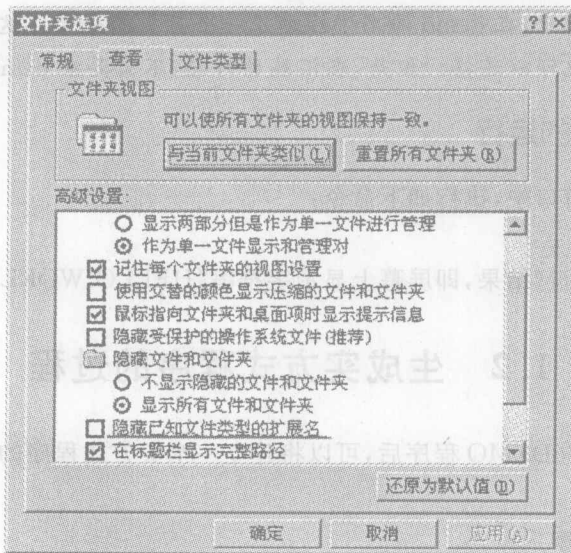 文件夹选项
常规 查看 文件类型
文件夹视图
可以使所有文件夹的视图保持一致。
与当前文件夹类似(L) 重置所有文件夹(R)
高级设置:
显示两部分但是作为单一文件进行管理
作为单一文件显示和管理对
记住每个文件夹的视图设置
使用交替的颜色显示压缩的文件和文件夹
鼠标指向文件夹和桌面项时显示提示信息
隐藏受保护的操作系统文件(推荐)
隐藏文件和文件夹
不显示隐藏的文件和文件夹
显示所有文件和文件夹
隐藏已知文件类型的扩展名
在标题栏显示完整路径
还原为默认值(D)
确定 取消 应用(A)